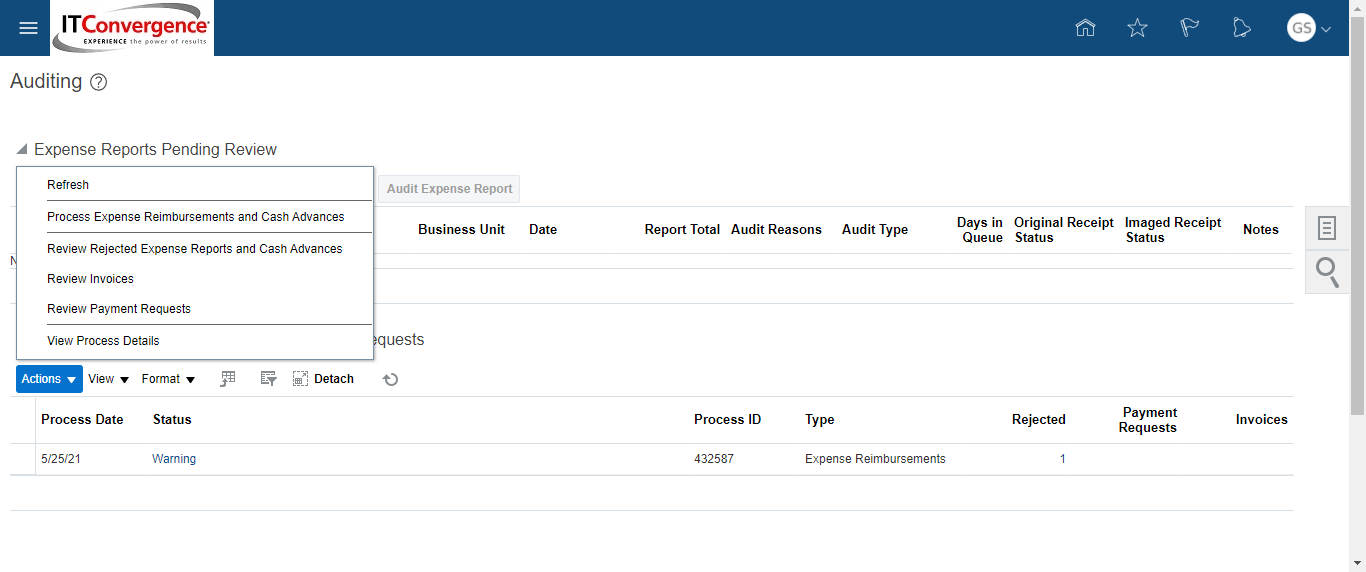 ITConvergence
EXPERIENCE the power of results
GS
Auditing ?
Expense Reports Pending Review
Refresh
Process Expense Reimbursements and Cash Advances
Review Rejected Expense Reports and Cash Advances
Review Invoices
Review Payment Requests
View Process Details
Audit Expense Report
Business Unit
Date
Report Total
Audit Reasons
Audit Type
Days in
Queue
Original Receipt
Status
Imaged Receipt
Status
Notes
N
equests
Actions
View
Format
Detach
Process Date
Status
Process ID
Type
Rejected
Payment
Requests
Invoices
5/25/21
Warning
432587
Expense Reimbursements
1